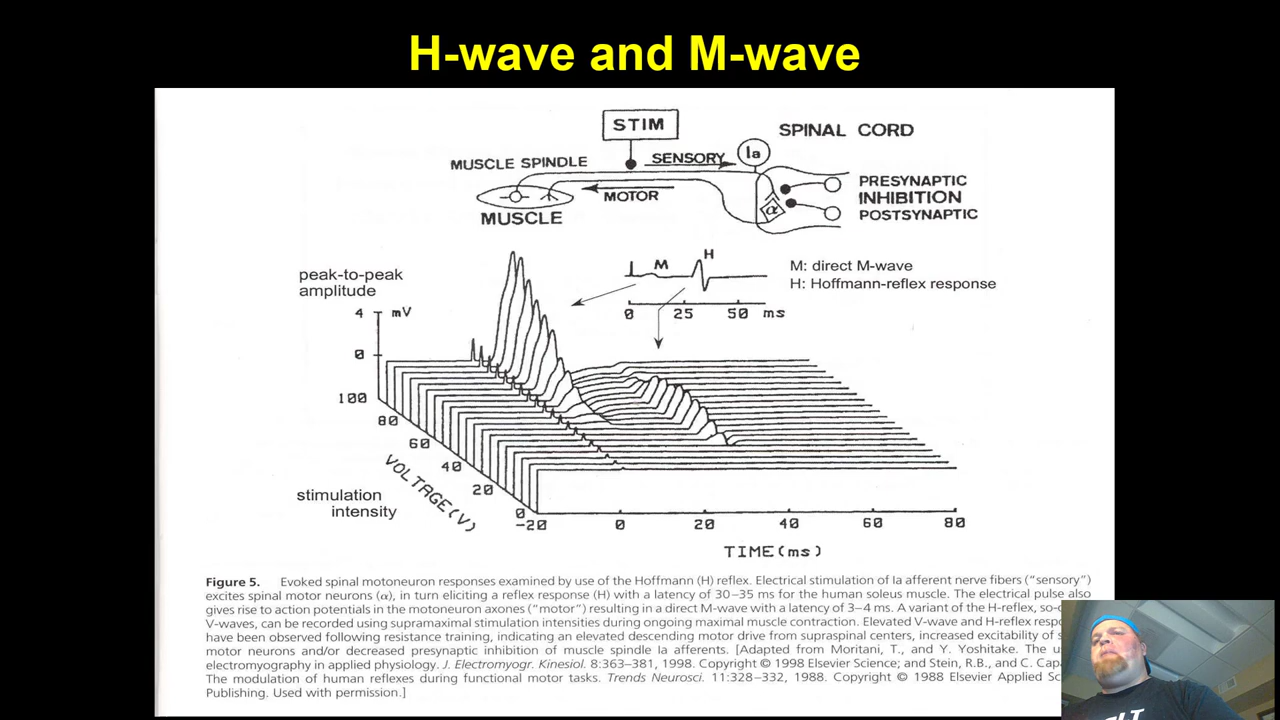 H-wave and M-wave
STIM
SPINAL CORD
MUSCLE SPINDLE
SENSORY
Ia
MOTOR
MUSCLE
α
PRESYNAPTIC
INHIBITION
POSTSYNAPTIC
M
H
M: direct M-wave
H: Hoffmann-reflex response
0 25 50 ms
peak-to-peak
amplitude
4 mV
0
100
80
60
40
20
0
VOLTAGE(V)
stimulation
intensity
-20 0 20 40 60 80
TIME(ms)
Figure 5. Evoked spinal motoneuron responses examined by use of the Hoffmann (H) reflex. Electrical stimulation of Ia afferent nerve fibers (“sensory”)
excites spinal motor neurons (α), in turn eliciting a reflex response (H) with a latency of 30–35 ms for the human soleus muscle. The electrical pulse also
gives rise to action potentials in the motoneuron axones (“motor”) resulting in a direct M-wave with a latency of 3–4 ms. A variant of the H-reflex, so-
V-waves, can be recorded using supramaximal stimulation intensities during ongoing maximal muscle contraction. Elevated V-wave and H-reflex
have been observed following resistance training, indicating an elevated descending motor drive from supraspinal centers, increased excitability of
motor neurons and/or decreased presynaptic inhibition of muscle spindle Ia afferents. [Adapted from Moritani, T., and Y. Yoshitake. The
electromyography in applied physiology. J. Electromyogr. Kinesiol. 8:363–381, 1998. Copyright © 1998 Elsevier Science; and Stein, R.B., and C.
The modulation of human reflexes during functional motor tasks. Trends Neurosci. 11:328–332, 1988. Copyright © 1988 Elsevier Applied
Publishing. Used with permission.]